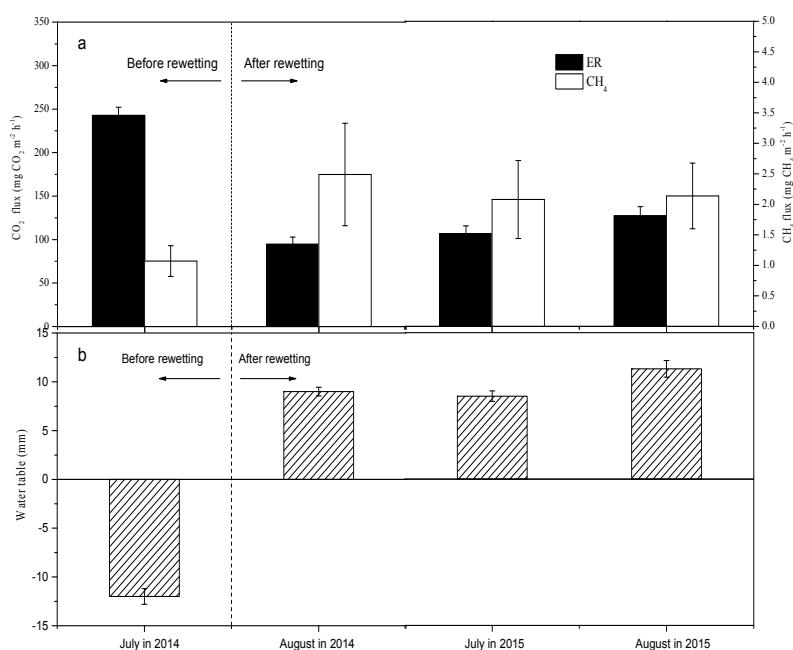 a
Before rewetting
After rewetting
ER
CH₄
350
300
250
200
150
100
50
0
CO₂ flux (mg CO₂ m⁻² h⁻¹)
5.0
4.5
4.0
3.5
3.0
2.5
2.0
1.5
1.0
0.5
0.0
CH₄ flux (mg CH₄ m⁻² h⁻¹)
b
Before rewetting
After rewetting
15
10
5
0
-5
-10
-15
Water table (mm)
July in 2014
August in 2014
July in 2015
August in 2015